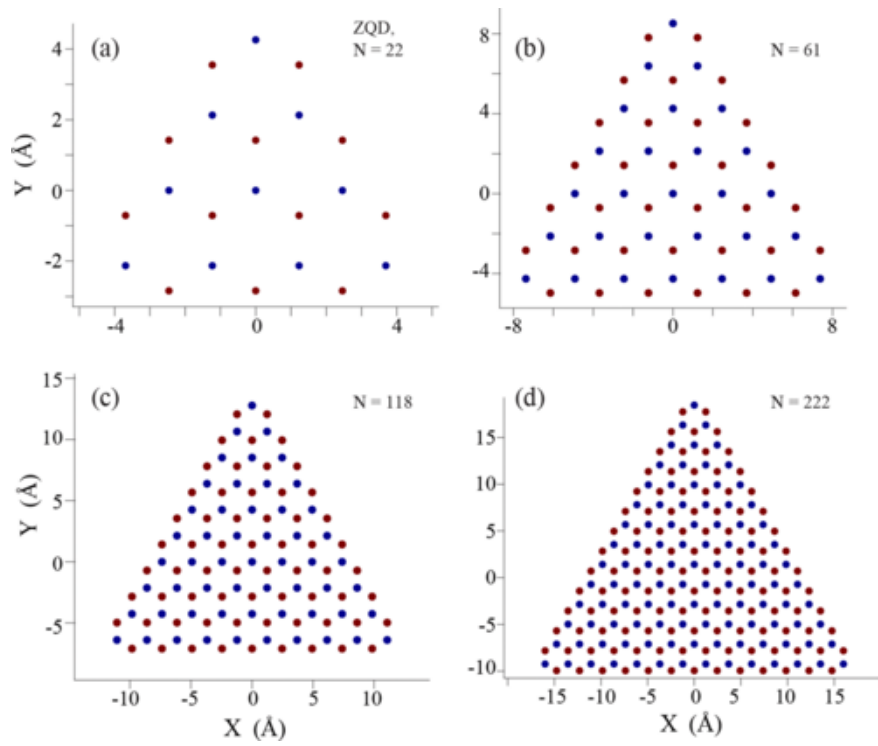 (a)
ZQD,
N = 22
4
2
0
-2
Y (Å)
-4 0 4
(b)
N = 61
8
4
0
-4
-8 0 8
(c)
N = 118
15
10
5
0
-5
Y (Å)
-10 -5 0 5 10
X (Å)
(d)
N = 222
15
10
5
0
-5
-10
-15 -10 -5 0 5 10 15
X (Å)